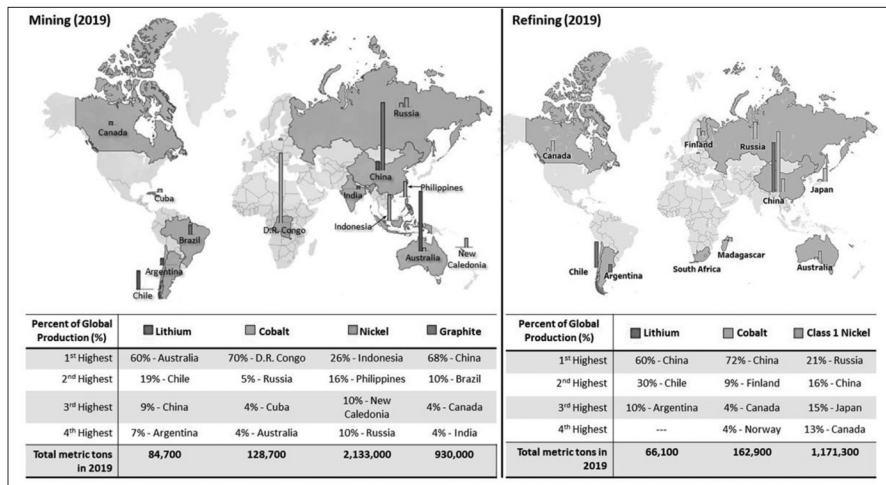 Mining (2019)
Canada
Russia
China
Cuba
India
Philippines
D.R. Congo
Indonesia
Brazil
Australia
New
Caledonia
Argentina
Chile
Percent of Global
Production (%)
Lithium Cobalt Nickel Graphite
1st Highest 60% - Australia 70% - D.R. Congo 26% - Indonesia 68% - China
2nd Highest 19% - Chile 5% - Russia 16% - Philippines 10% - Brazil
3rd Highest 9% - China 4% - Cuba 10% - New Caledonia 4% - Canada
4th Highest 7% - Argentina 4% - Australia 10% - Russia 4% - India
Total metric tons
in 2019
84,700 128,700 2,133,000 930,000
Refining (2019)
Finland
Russia
Canada
Japan
China
Madagascar
Chile
Argentina
South Africa
Australia
Percent of Global
Production (%)
Lithium Cobalt Class 1 Nickel
1st Highest 60% - China 72% - China 21% - Russia
2nd Highest 30% - Chile 9% - Finland 16% - China
3rd Highest 10% - Argentina 4% - Canada 15% - Japan
4th Highest --- 4% - Norway 13% - Canada
Total metric tons
in 2019
66,100 162,900 1,171,300